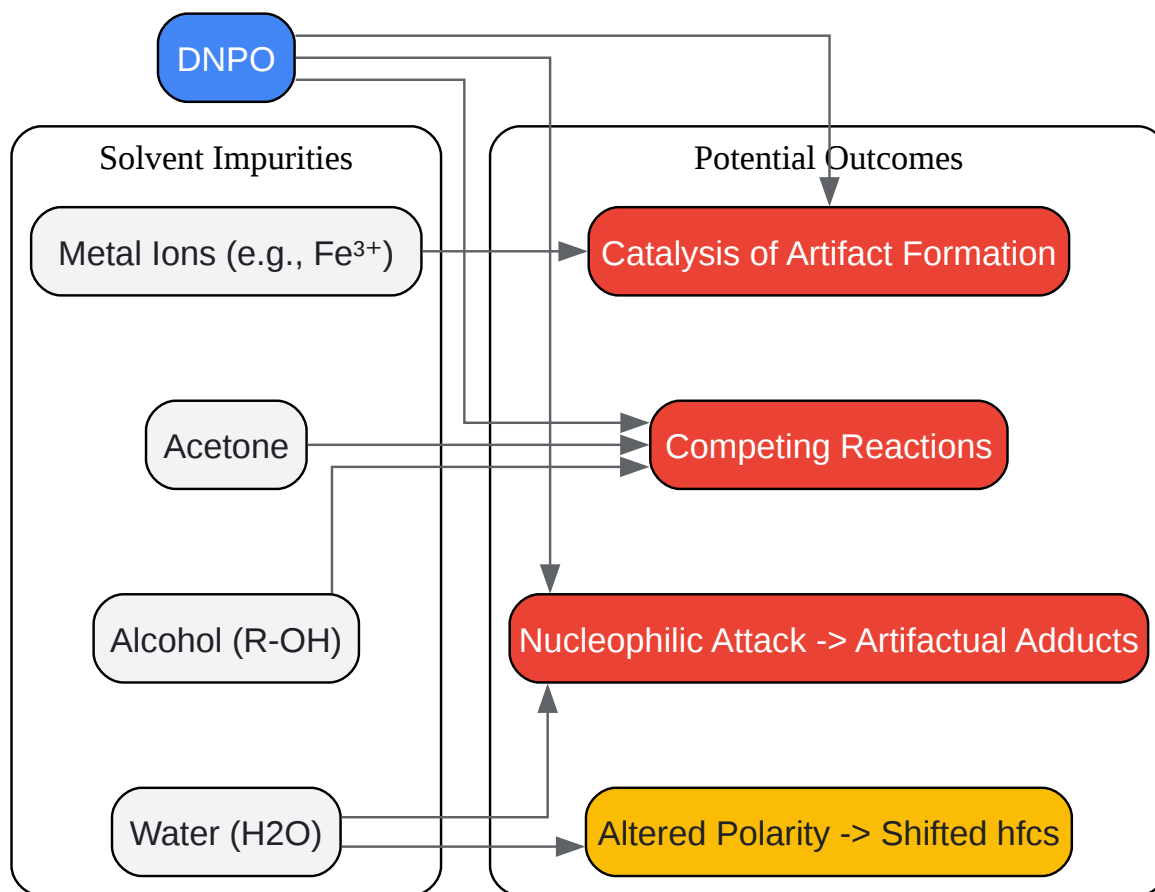 DNPO
Solvent Impurities
Potential Outcomes
Metal Ions (e.g., Fe³⁺)
Catalysis of Artifact Formation
Acetone
Competing Reactions
Alcohol (R-OH)
Nucleophilic Attack -> Artifactual Adducts
Water (H2O)
Altered Polarity -> Shifted hfcs